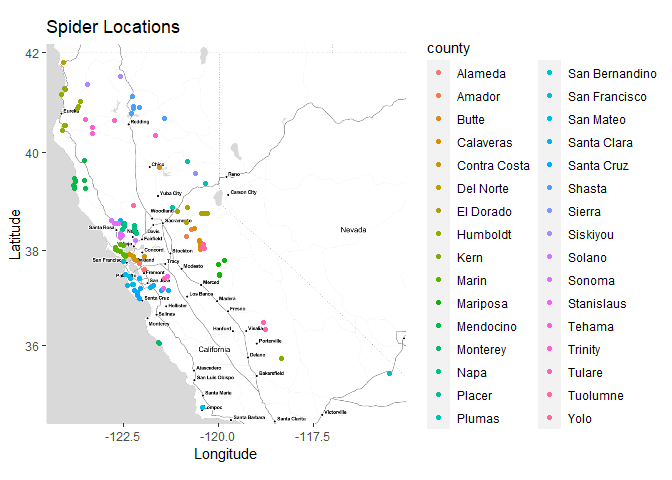 Spider Locations
county
42
40
38
36
Latitude
-122.5
-120.0
-117.5
Longitude
Eureka
Redding
Chico
Reno
Yuba City
Carson City
Woodland
Sacramento
Santa Rosa
Davis
Fairfield
Nevada
Concord
Stockton
San Francisco
Tracy
Modesto
Fremont
San Jose
Merced
Santa Cruz
Los Banos
Madera
Hollister
Salinas
Fresno
Monterey
Hanford
Visalia
Porterville
California
Delano
Atascadero
San Luis Obispo
Bakersfield
Santa Maria
Lompoc
Santa Barbara
Santa Clarita
Victorville
Alameda
Amador
Butte
Calaveras
Contra Costa
Del Norte
El Dorado
Humboldt
Kern
Marin
Mariposa
Mendocino
Monterey
Napa
Placer
Plumas
San Bernandino
San Francisco
San Mateo
Santa Clara
Santa Cruz
Shasta
Sierra
Siskiyou
Solano
Sonoma
Stanislaus
Tehama
Trinity
Tulare
Tuolumne
Yolo